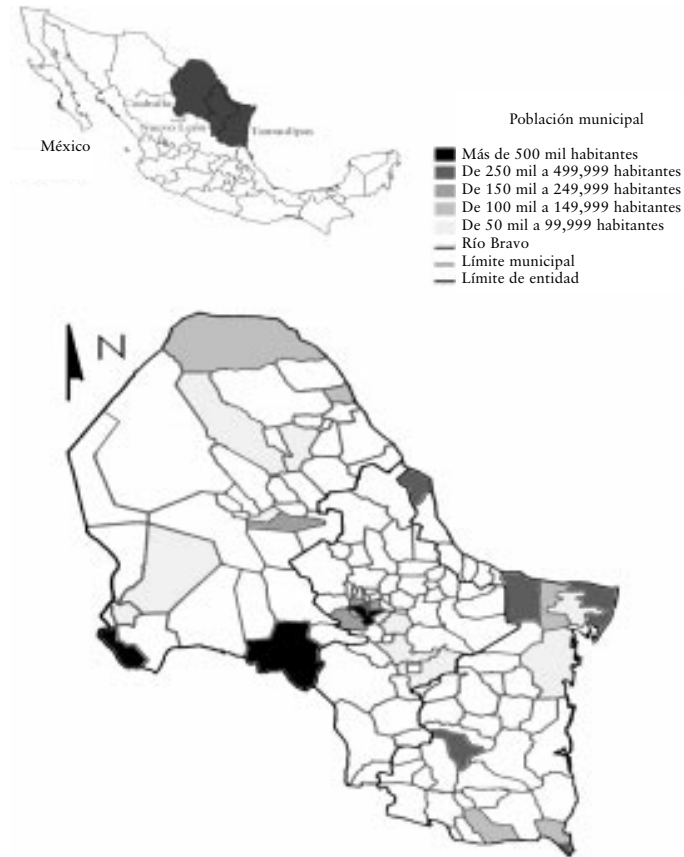 Coahuila
Nuevo León
Tamaulipas
México
Población municipal
Más de 500 mil habitantes
De 250 mil a 499,999 habitantes
De 150 mil a 249,999 habitantes
De 100 mil a 149,999 habitantes
De 50 mil a 99,999 habitantes
Río Bravo
Límite municipal
Límite de entidad
N